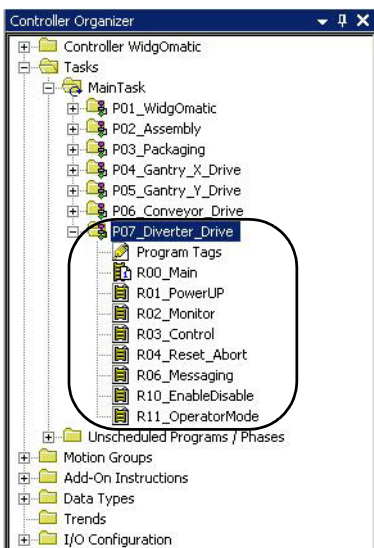 Controller Organizer
Controller WidgOmatic
Tasks
MainTask
P01_WidgOmatic
P02_Assembly
P03_Packaging
P04_Gantry_X_Drive
P05_Gantry_Y_Drive
P06_Conveyor_Drive
P07_Diverter_Drive
Program Tags
R00_Main
R01_PowerUP
R02_Monitor
R03_Control
R04_Reset_Abort
R06_Messaging
R10_EnableDisable
R11_OperatorMode
Unscheduled Programs / Phases
Motion Groups
Add-On Instructions
Data Types
Trends
I/O Configuration